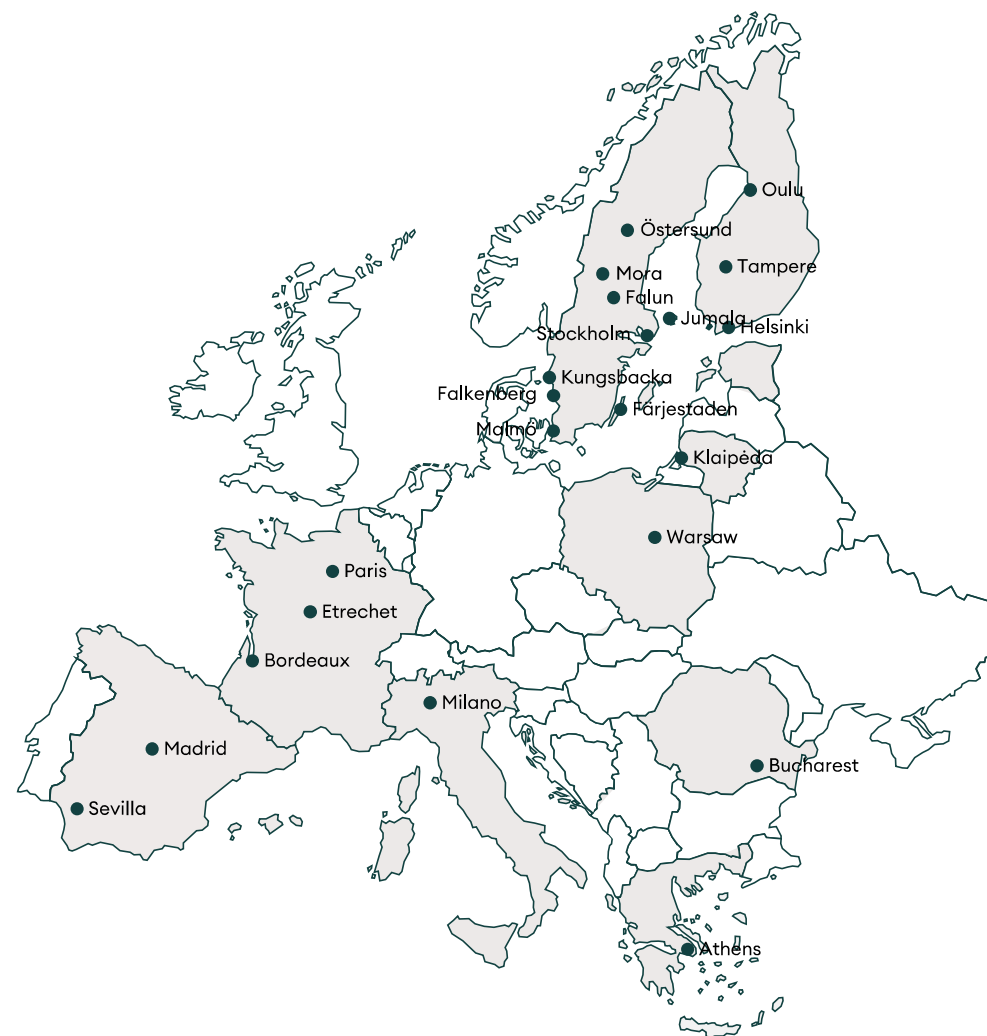 Oulu
Östersund
Tampere
Mora
Falun
Jumala
Helsinki
Stockholm
Kungsbacka
Falkenberg
Färjestaden
Malmö
Klaipėda
Warsaw
Paris
Etrechet
Bordeaux
Milano
Madrid
Bucharest
Sevilla
Athens